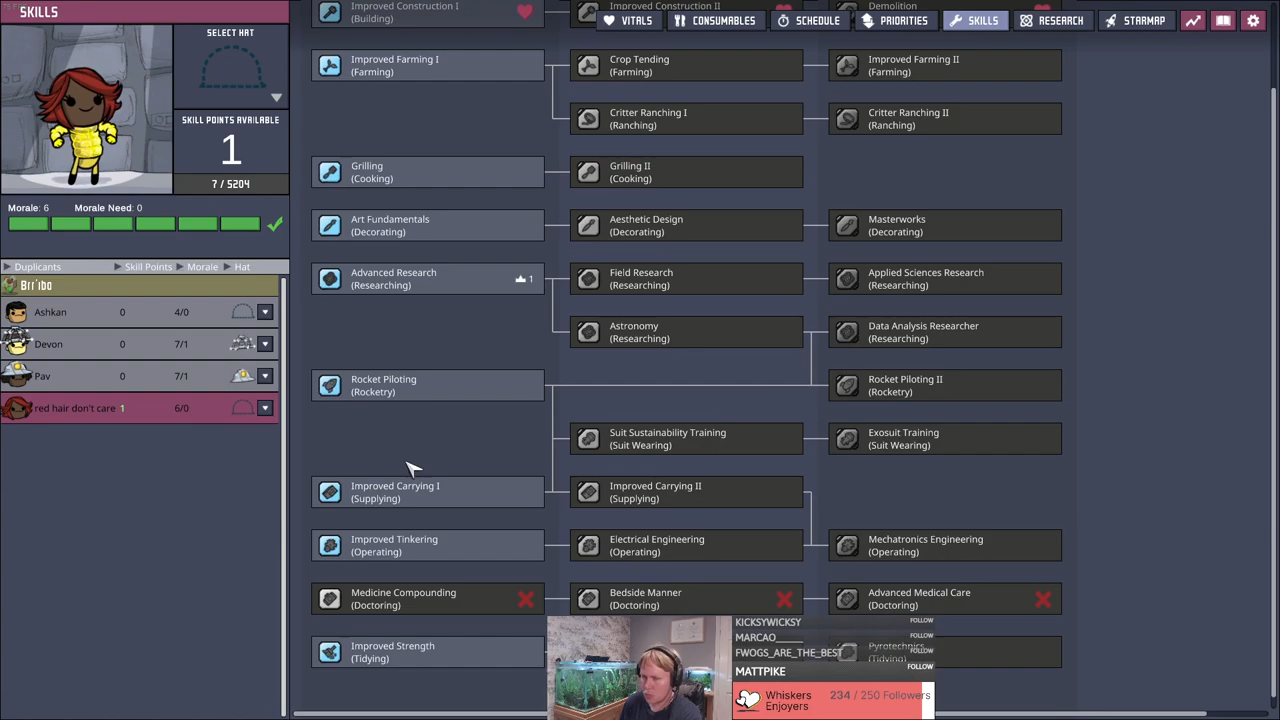 SKILLS
SELECT HAT
SKILL POINTS AVAILABLE
1
7 / 5204
Morale: 6
Morale Need: 0
Duplicants
Skill Points
Morale
Hat
Brr'iba
Ashkan 0 4/0
Devon 0 7/1
Pav 0 7/1
red hair don't care 1 6/0
VITALS
CONSUMABLES
SCHEDULE
PRIORITIES
SKILLS
RESEARCH
STARMAP
Improved Construction I
(Building)
Improved Construction II
Demolition
Improved Farming I
(Farming)
Crop Tending
(Farming)
Improved Farming II
(Farming)
Critter Ranching I
(Ranching)
Critter Ranching II
(Ranching)
Grilling
(Cooking)
Grilling II
(Cooking)
Art Fundamentals
(Decorating)
Aesthetic Design
(Decorating)
Masterworks
(Decorating)
Advanced Research
(Researching)
1
Field Research
(Researching)
Applied Sciences Research
(Researching)
Astronomy
(Researching)
Data Analysis Researcher
(Researching)
Rocket Piloting
(Rocketry)
Rocket Piloting II
(Rocketry)
Suit Sustainability Training
(Suit Wearing)
Exosuit Training
(Suit Wearing)
Improved Carrying I
(Supplying)
Improved Carrying II
(Supplying)
Improved Tinkering
(Operating)
Electrical Engineering
(Operating)
Mechatronics Engineering
(Operating)
Medicine Compounding
(Doctoring)
Bedside Manner
(Doctoring)
Advanced Medical Care
(Doctoring)
Improved Strength
(Tidying)
Pyrotechnics
(Tidying)
KICKSYWICKSY FOLLOW
MARCAO_____ FOLLOW
FWOGS_ARE_THE_BEST FOLLOW
MATTPIKE FOLLOW
Whiskers
Enjoyers
234 / 250 Followers